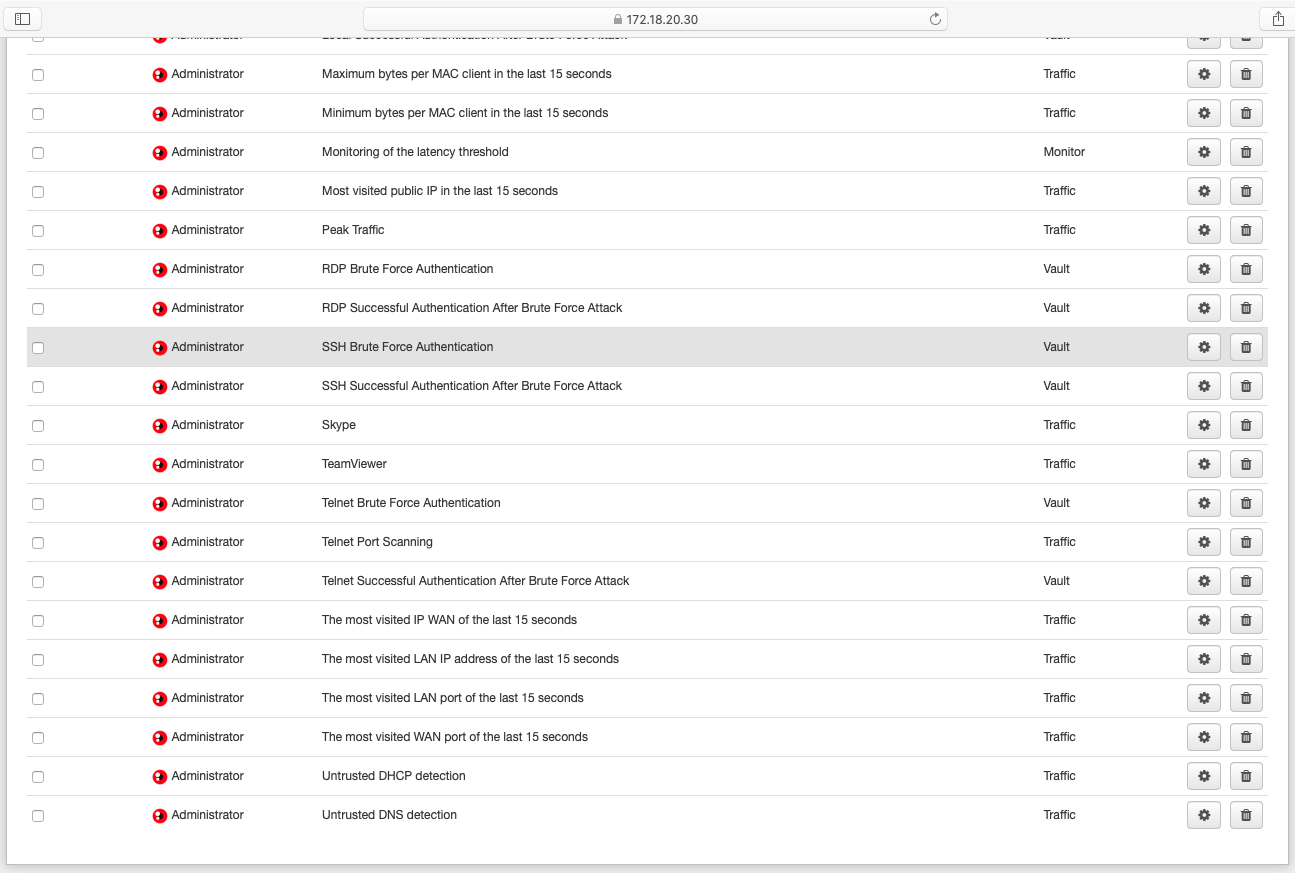 172.18.20.30
Administrator Local Successful Authentication After Brute Force Attack Vault
Administrator Maximum bytes per MAC client in the last 15 seconds Traffic
Administrator Minimum bytes per MAC client in the last 15 seconds Traffic
Administrator Monitoring of the latency threshold Monitor
Administrator Most visited public IP in the last 15 seconds Traffic
Administrator Peak Traffic Traffic
Administrator RDP Brute Force Authentication Vault
Administrator RDP Successful Authentication After Brute Force Attack Vault
Administrator SSH Brute Force Authentication Vault
Administrator SSH Successful Authentication After Brute Force Attack Vault
Administrator Skype Traffic
Administrator TeamViewer Traffic
Administrator Telnet Brute Force Authentication Vault
Administrator Telnet Port Scanning Traffic
Administrator Telnet Successful Authentication After Brute Force Attack Vault
Administrator The most visited IP WAN of the last 15 seconds Traffic
Administrator The most visited LAN IP address of the last 15 seconds Traffic
Administrator The most visited LAN port of the last 15 seconds Traffic
Administrator The most visited WAN port of the last 15 seconds Traffic
Administrator Untrusted DHCP detection Traffic
Administrator Untrusted DNS detection Traffic